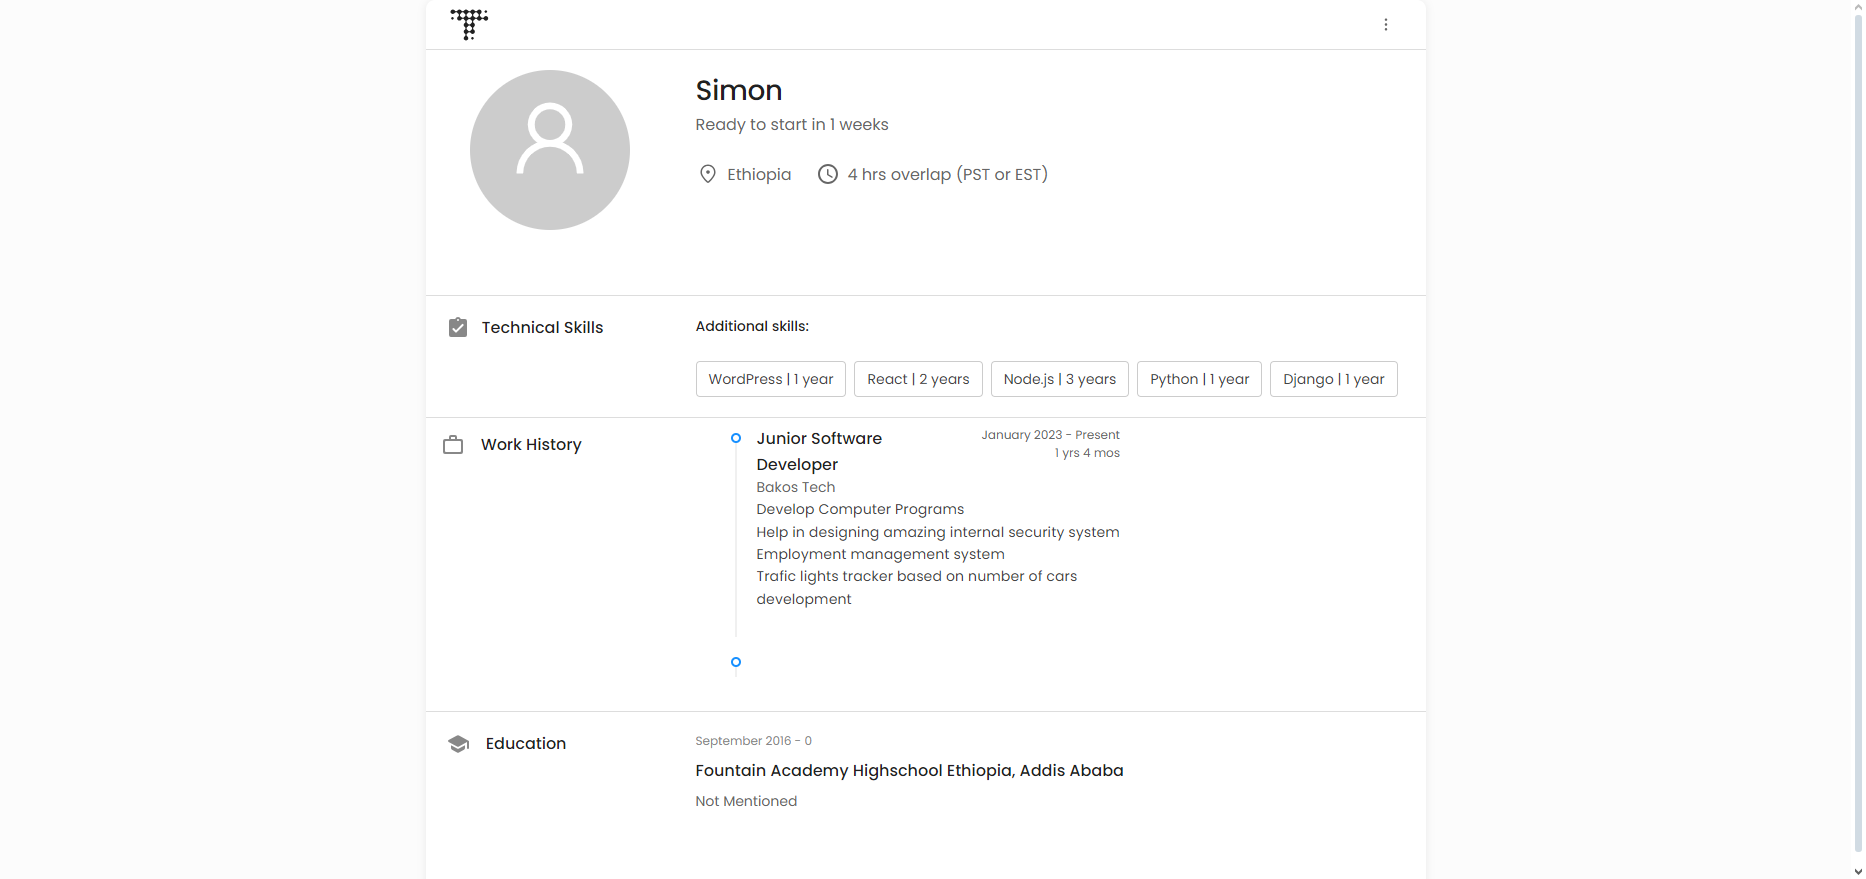 Simon
Ready to start in 1 weeks
Ethiopia 4 hrs overlap (PST or EST)
Technical Skills
Additional skills:
WordPress | 1 year React | 2 years Node.js | 3 years Python | 1 year Django | 1 year
Work History
Junior Software
Developer
January 2023 - Present
1 yrs 4 mos
Bakos Tech
Develop Computer Programs
Help in designing amazing internal security system
Employment management system
Trafic lights tracker based on number of cars
development
Education
September 2016 - 0
Fountain Academy Highschool Ethiopia, Addis Ababa
Not Mentioned